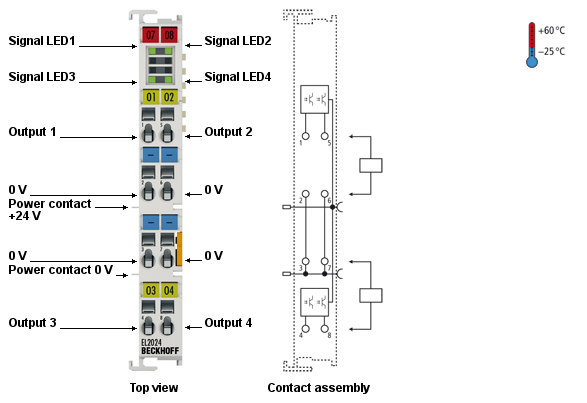 Signal LED1
07 08
Signal LED2
+60 °C
-25 °C
Signal LED3
Signal LED4
01 02
Output 1
Output 2
1 5
− −
0 V
0 V
2 6
Power contact
+24 V
− −
0 V
0 V
3 7
Power contact 0 V
03 04
Output 3
Output 4
4 8
EL2024
BECKHOFF
Top view
Contact assembly